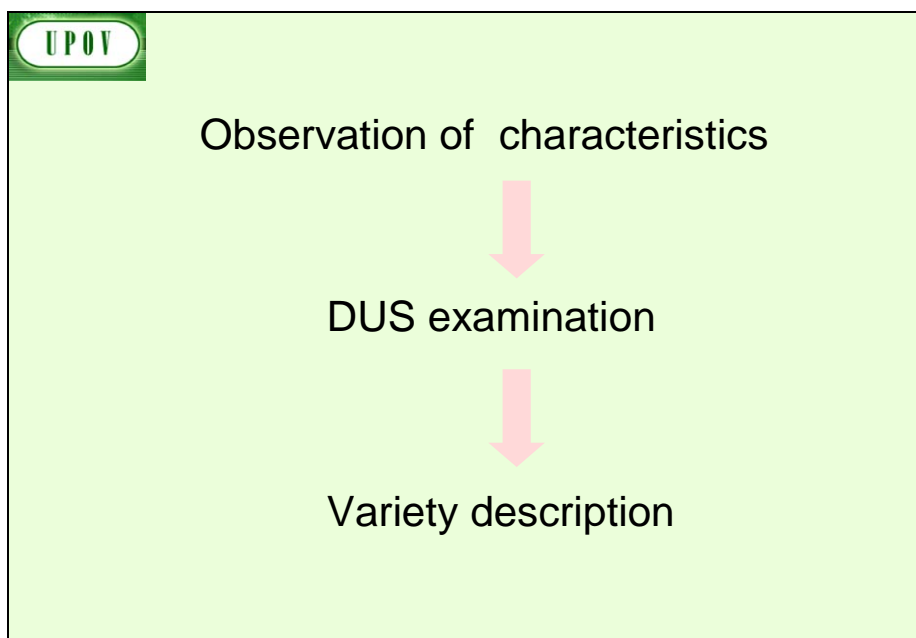 UPOV
Observation of characteristics
DUS examination
Variety description